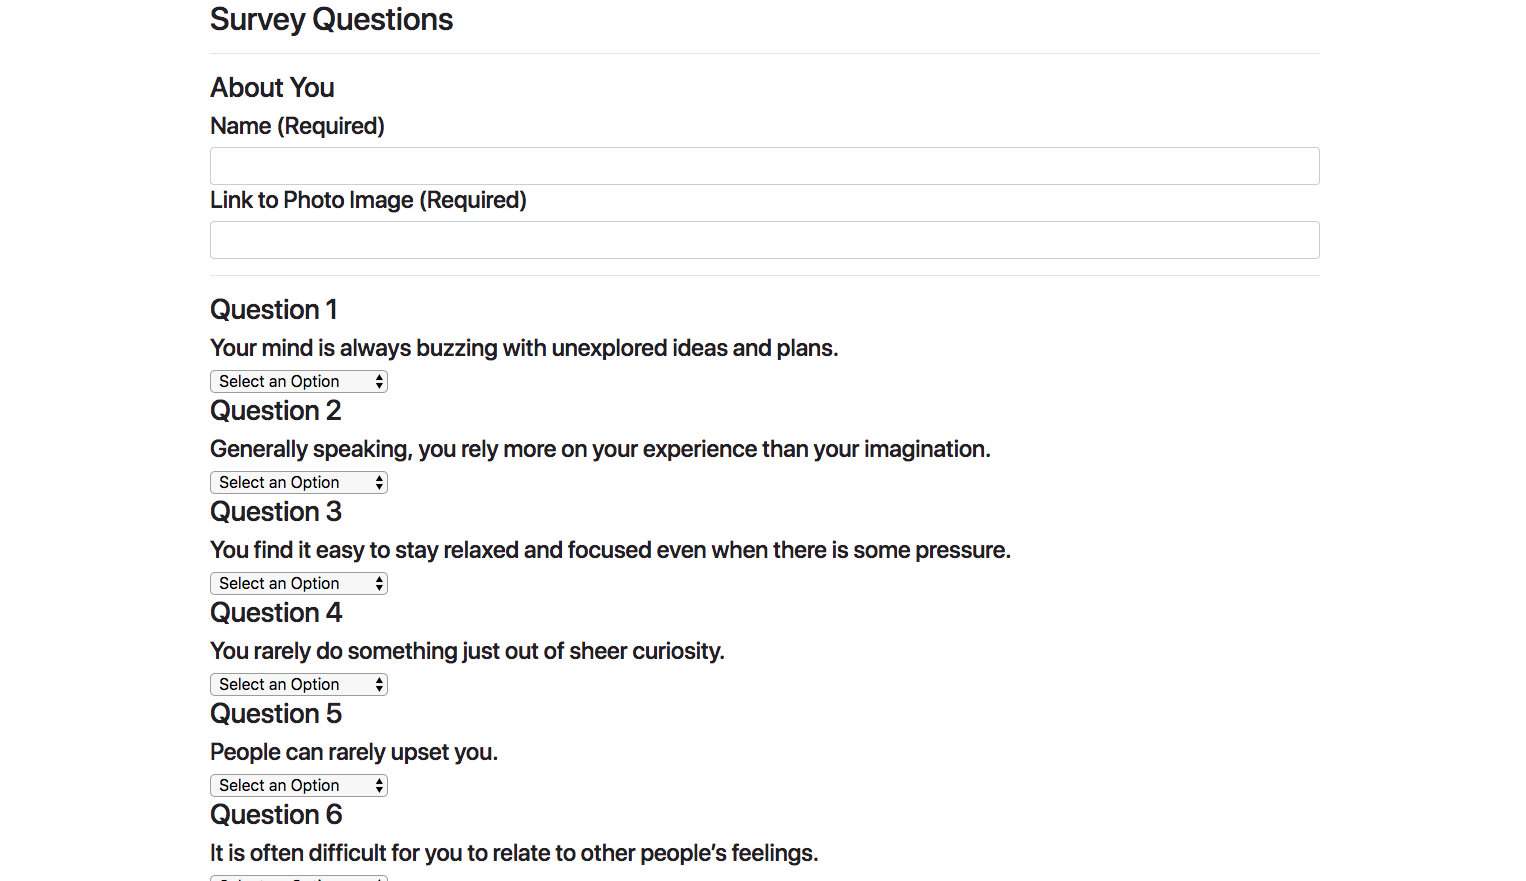 Survey Questions
About You
Name (Required)
Link to Photo Image (Required)
Question 1
Your mind is always buzzing with unexplored ideas and plans.
Select an Option
Question 2
Generally speaking, you rely more on your experience than your imagination.
Select an Option
Question 3
You find it easy to stay relaxed and focused even when there is some pressure.
Select an Option
Question 4
You rarely do something just out of sheer curiosity.
Select an Option
Question 5
People can rarely upset you.
Select an Option
Question 6
It is often difficult for you to relate to other people’s feelings.